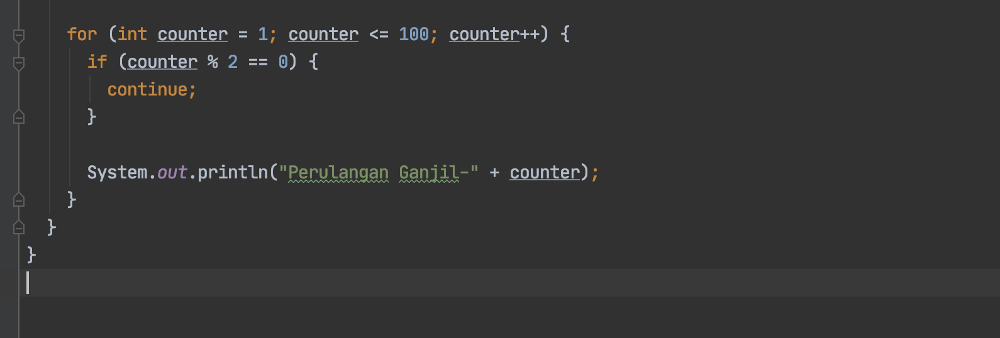 for (int counter = 1; counter <= 100; counter++) {
if (counter % 2 == 0) {
continue;
}
System.out.println("Perulangan Ganjil-" + counter);
}
}
}